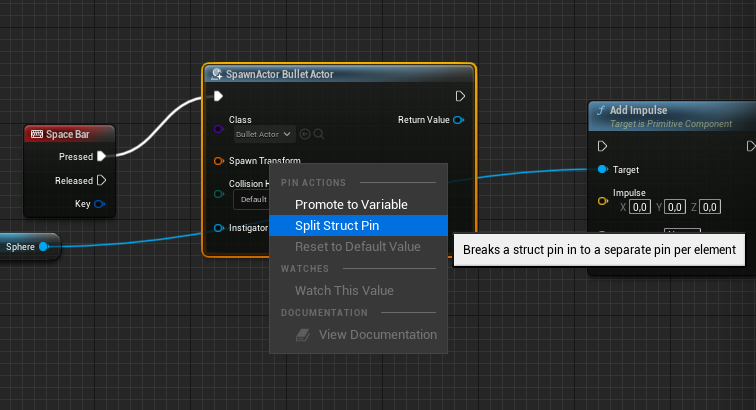 SpawnActor Bullet Actor
Class
Bullet Actor
Return Value
Spawn Transform
Default
Instigator
Space Bar
Pressed
Released
Key
Sphere
Add Impulse
Target is Primitive Component
Target
Impulse
X 0,0 Y 0,0 Z 0,0
PIN ACTIONS
Promote to Variable
Split Struct Pin
Reset to Default Value
WATCHES
Watch This Value
DOCUMENTATION
View Documentation
Breaks a struct pin in to a separate pin per element